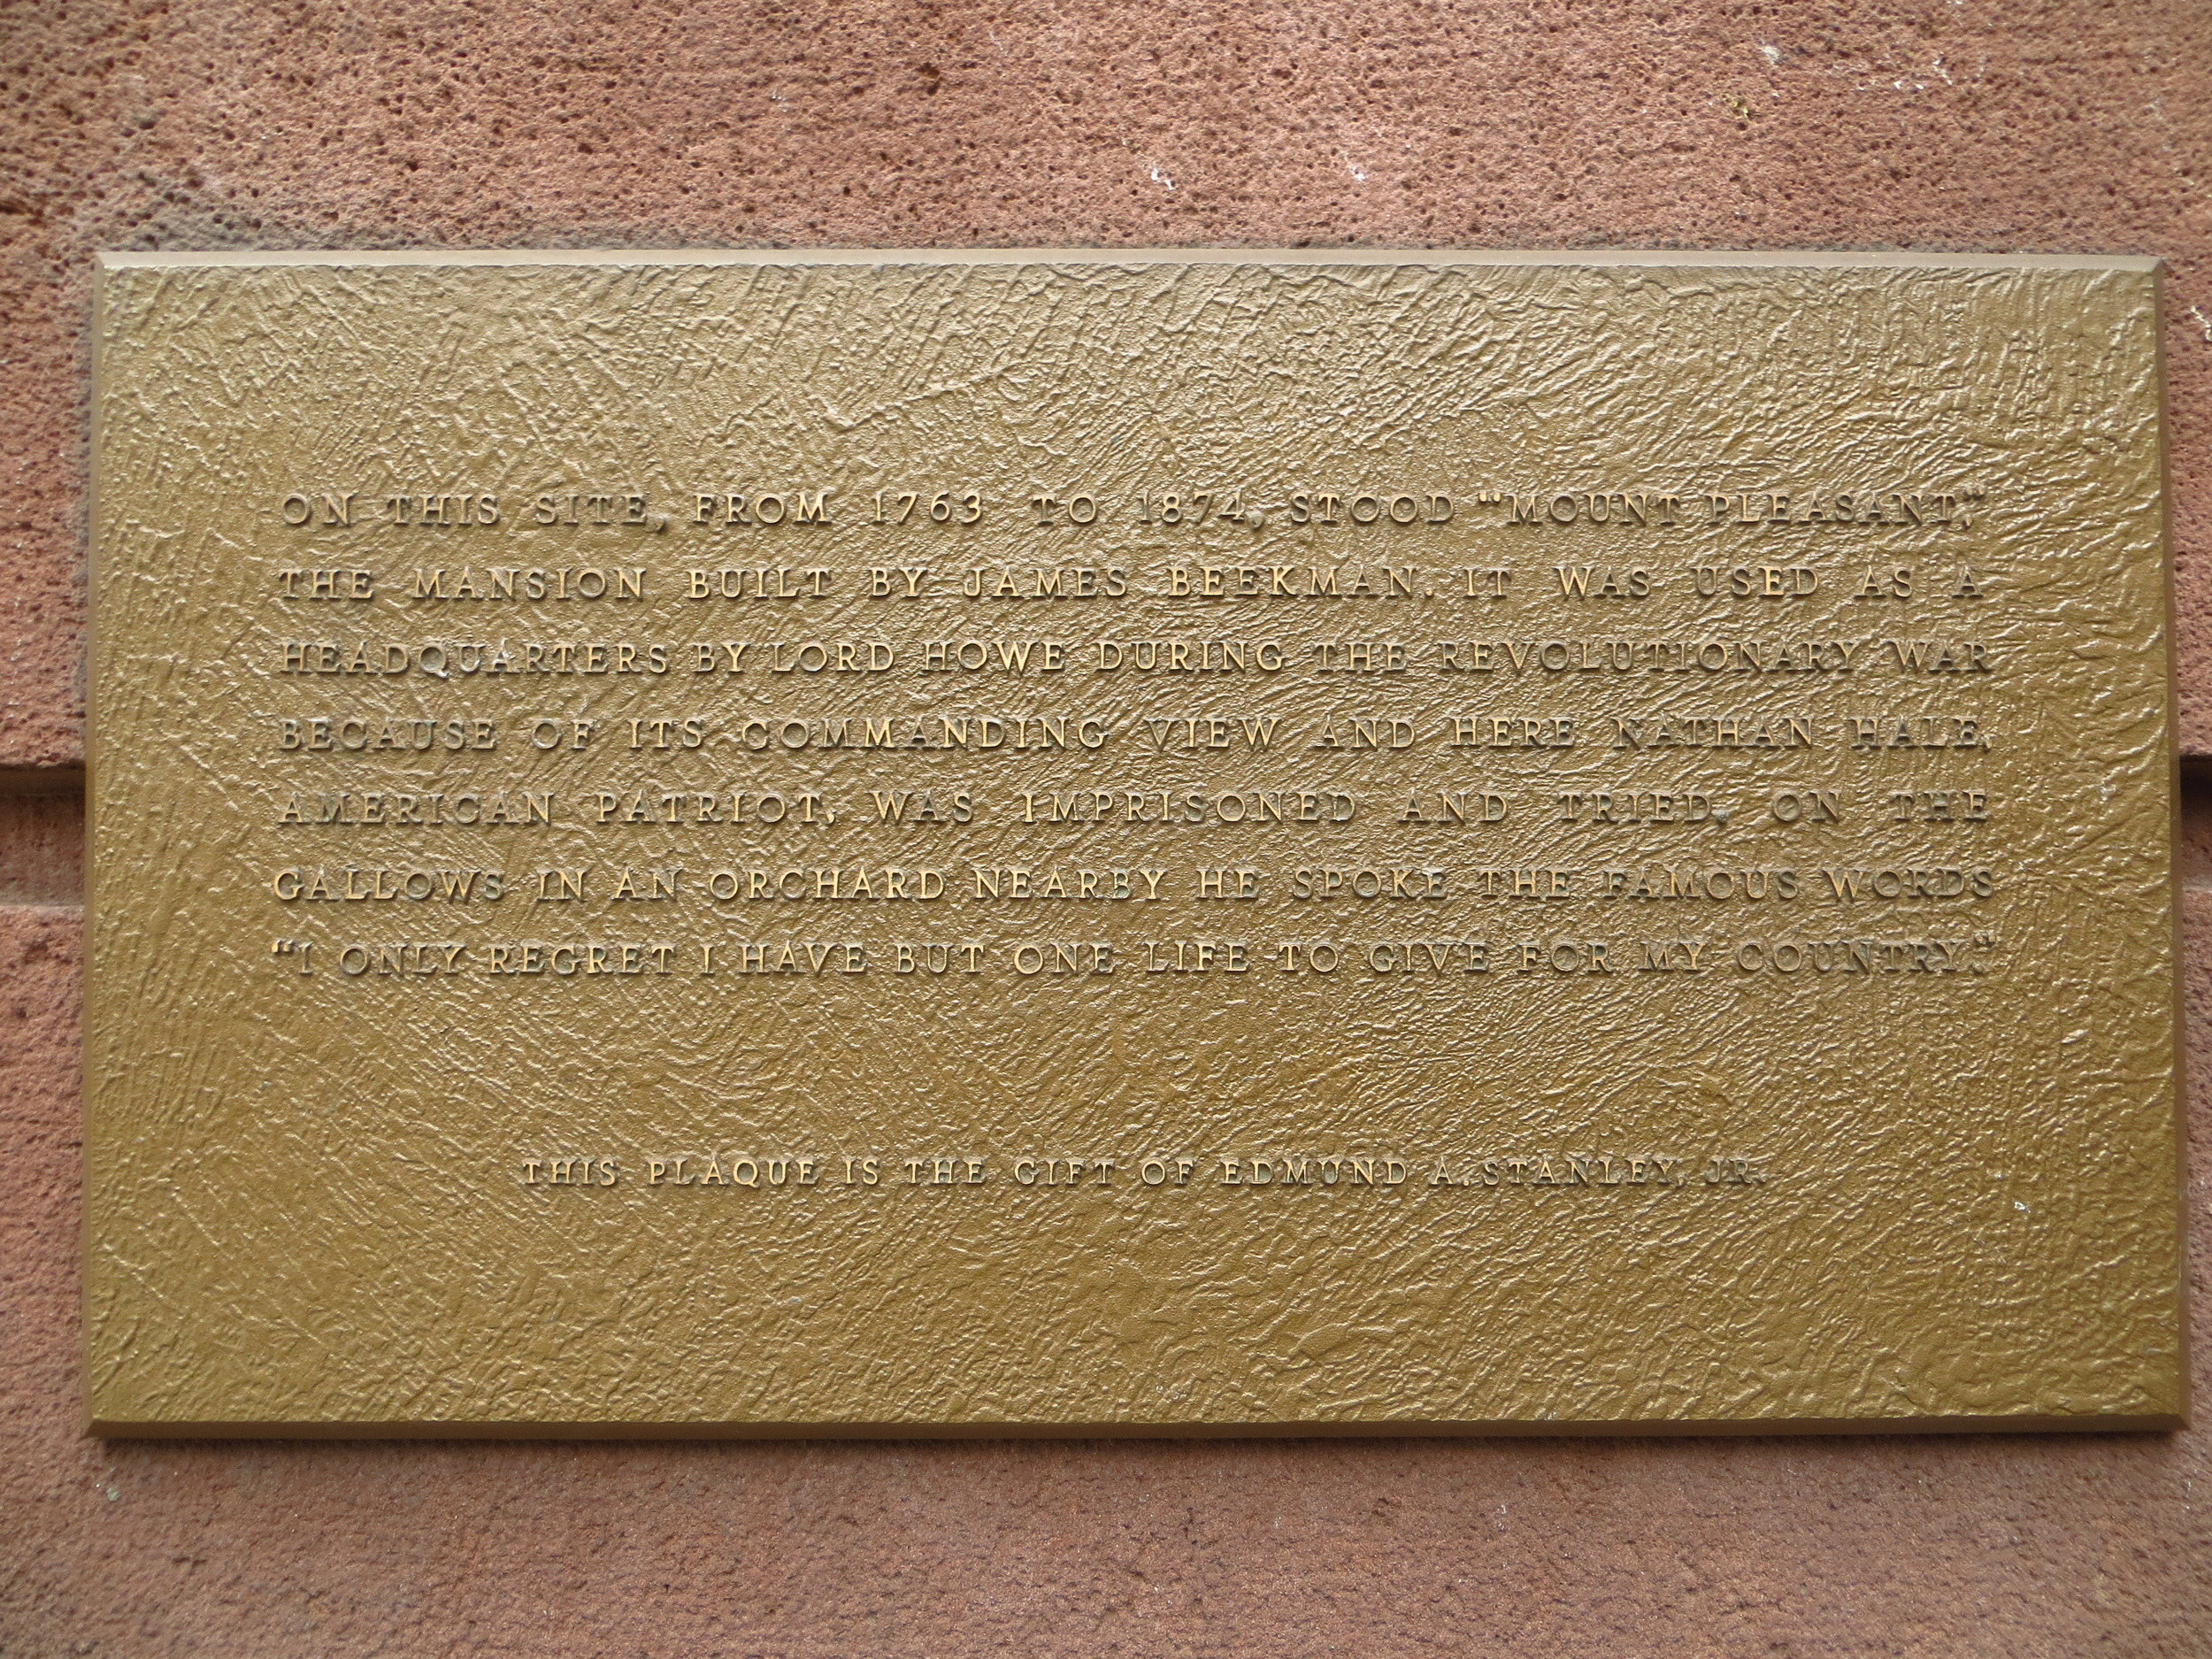 ON THIS SITE, FROM 1763 TO 1874, STOOD "MOUNT PLEASANT,"
THE MANSION BUILT BY JAMES BEEKMAN. IT WAS USED AS A
HEADQUARTERS BY LORD HOWE DURING THE REVOLUTIONARY WAR
BECAUSE OF ITS COMMANDING VIEW AND HERE NATHAN HALE,
AMERICAN PATRIOT, WAS IMPRISONED AND TRIED. ON THE
GALLOWS IN AN ORCHARD NEARBY HE SPOKE THE FAMOUS WORDS
"I ONLY REGRET I HAVE BUT ONE LIFE TO GIVE FOR MY COUNTRY."
THIS PLAQUE IS THE GIFT OF EDMUND A. STANLEY, JR.